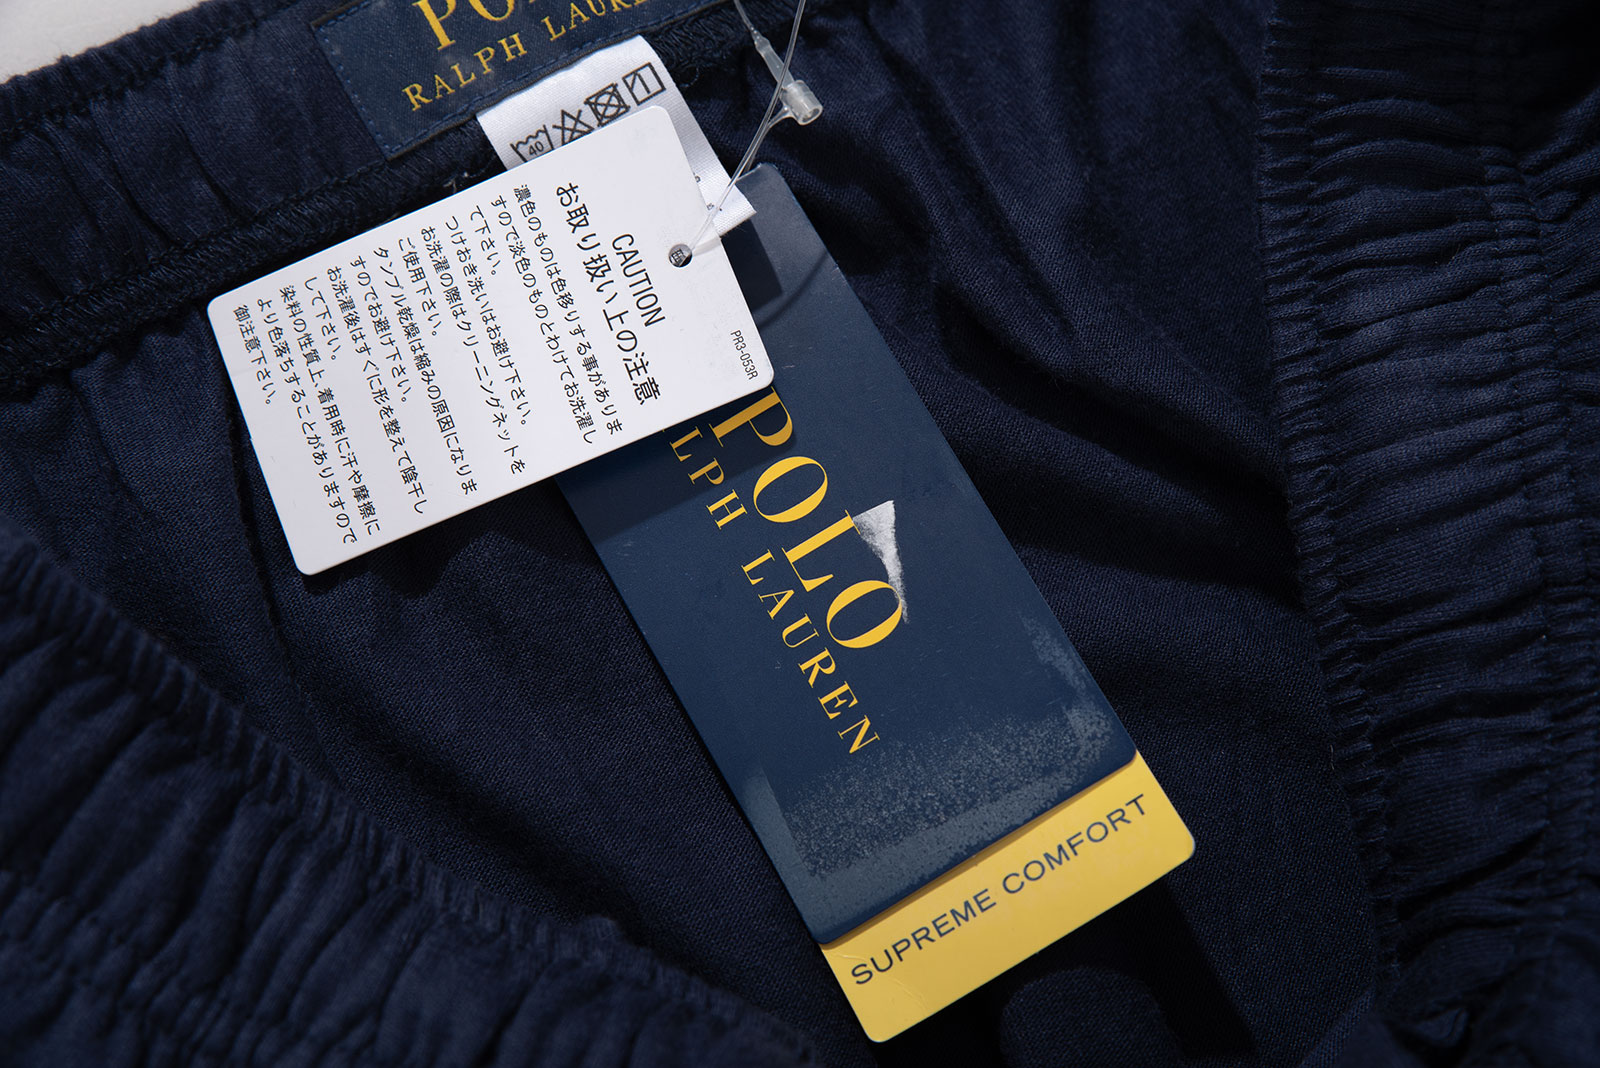 POLO
RALPH LAUREN
40
PR3-053R
CAUTION
お取り扱い上の注意
濃色のものは色移りする事がありま
すので淡色のものとわけてお洗濯し
て下さい。
つけおき洗いはお避け下さい。
お洗濯の際はクリーニングネットを
ご使用下さい。
タンブル乾燥は縮みの原因になりま
すのでお避け下さい。
お洗濯後はすぐに形を整えて陰干し
して下さい。
染料の性質上、着用時に汗や摩擦に
より色落ちすることがありますので
御注意下さい。
POLO
RALPH LAUREN
SUPREME COMFORT